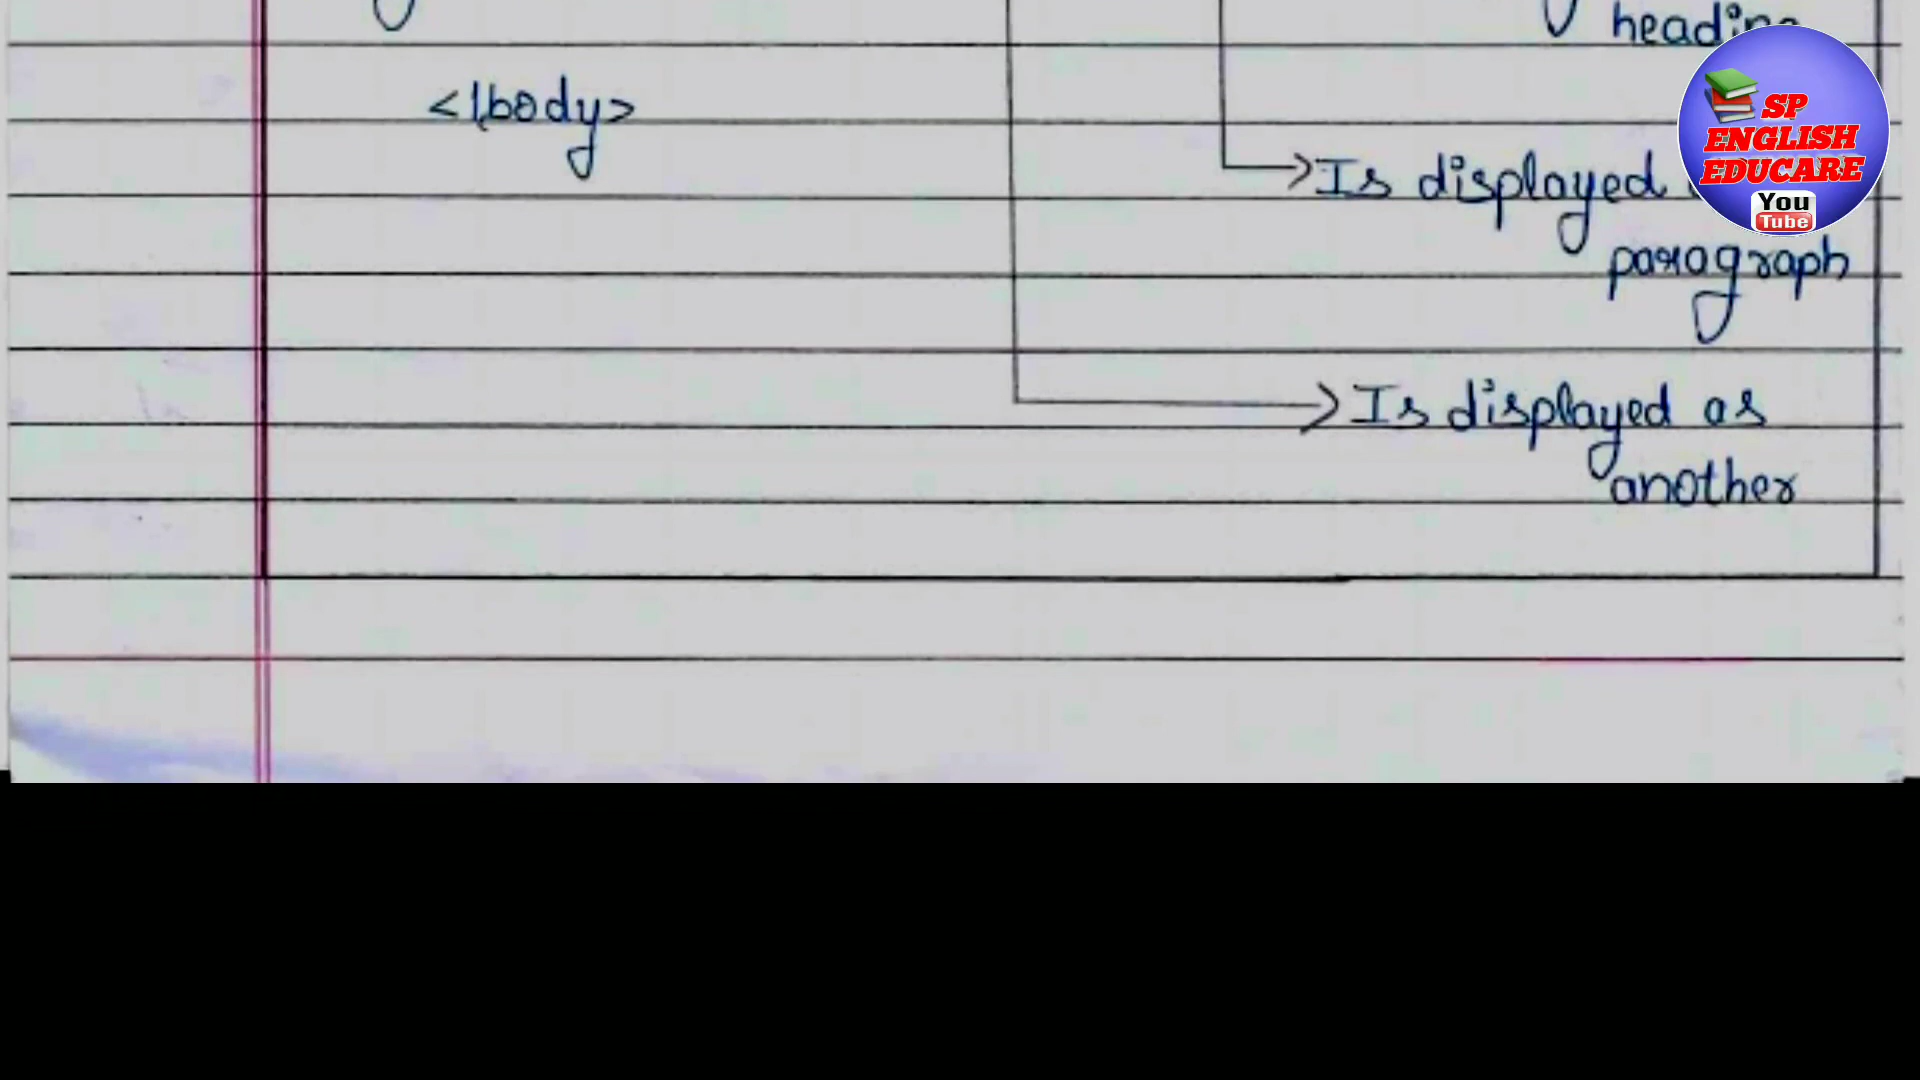 heading
</body>
Is displayed
paragraph
Is displayed as
another
SP
ENGLISH
EDUCARE
You
Tube